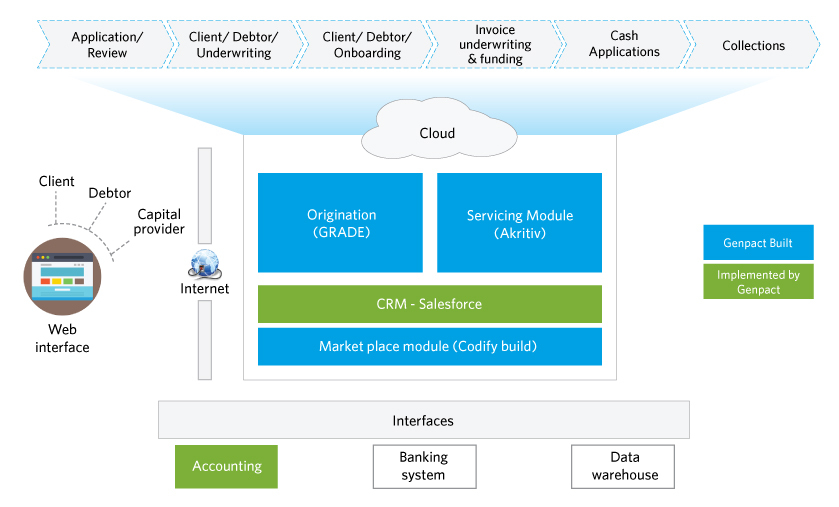 Application/
Review
Client/ Debtor/
Underwriting
Client/ Debtor/
Onboarding
Invoice
underwriting
& funding
Cash
Applications
Collections
Cloud
Client
Debtor
Capital
provider
Web
interface
Internet
Origination
(GRADE)
Servicing Module
(Akritiv)
CRM - Salesforce
Market place module (Codify build)
Genpact Built
Implemented by
Genpact
Interfaces
Accounting
Banking
system
Data
warehouse